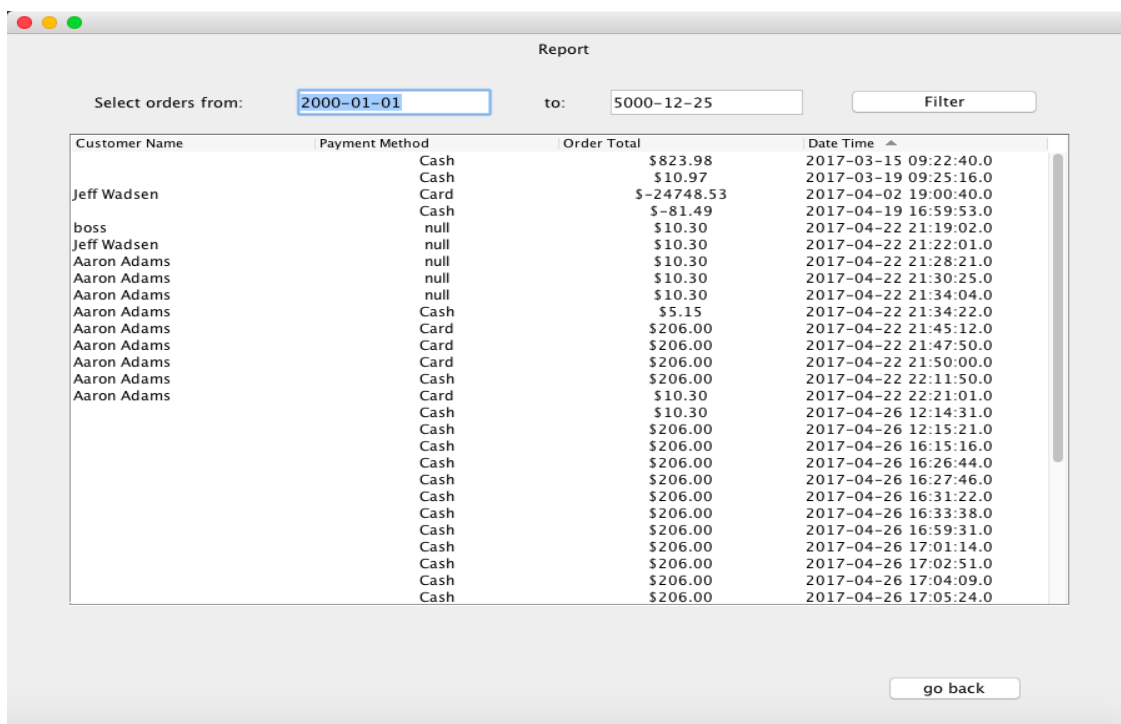 Report
Select orders from: 2000-01-01 to: 5000-12-25 Filter
Customer Name Payment Method Order Total Date Time
Cash $823.98 2017-03-15 09:22:40.0
Cash $10.97 2017-03-19 09:25:16.0
Jeff Wadsen Card $-24748.53 2017-04-02 19:00:40.0
Cash $-81.49 2017-04-19 16:59:53.0
boss null $10.30 2017-04-22 21:19:02.0
Jeff Wadsen null $10.30 2017-04-22 21:22:01.0
Aaron Adams null $10.30 2017-04-22 21:28:21.0
Aaron Adams null $10.30 2017-04-22 21:30:25.0
Aaron Adams null $10.30 2017-04-22 21:34:04.0
Aaron Adams Cash $5.15 2017-04-22 21:34:22.0
Aaron Adams Card $206.00 2017-04-22 21:45:12.0
Aaron Adams Card $206.00 2017-04-22 21:47:50.0
Aaron Adams Card $206.00 2017-04-22 21:50:00.0
Aaron Adams Cash $206.00 2017-04-22 22:11:50.0
Aaron Adams Card $10.30 2017-04-22 22:21:01.0
Cash $10.30 2017-04-26 12:14:31.0
Cash $206.00 2017-04-26 12:15:21.0
Cash $206.00 2017-04-26 16:15:16.0
Cash $206.00 2017-04-26 16:26:44.0
Cash $206.00 2017-04-26 16:27:46.0
Cash $206.00 2017-04-26 16:31:22.0
Cash $206.00 2017-04-26 16:33:38.0
Cash $206.00 2017-04-26 16:59:31.0
Cash $206.00 2017-04-26 17:01:14.0
Cash $206.00 2017-04-26 17:02:51.0
Cash $206.00 2017-04-26 17:04:09.0
Cash $206.00 2017-04-26 17:05:24.0
go back